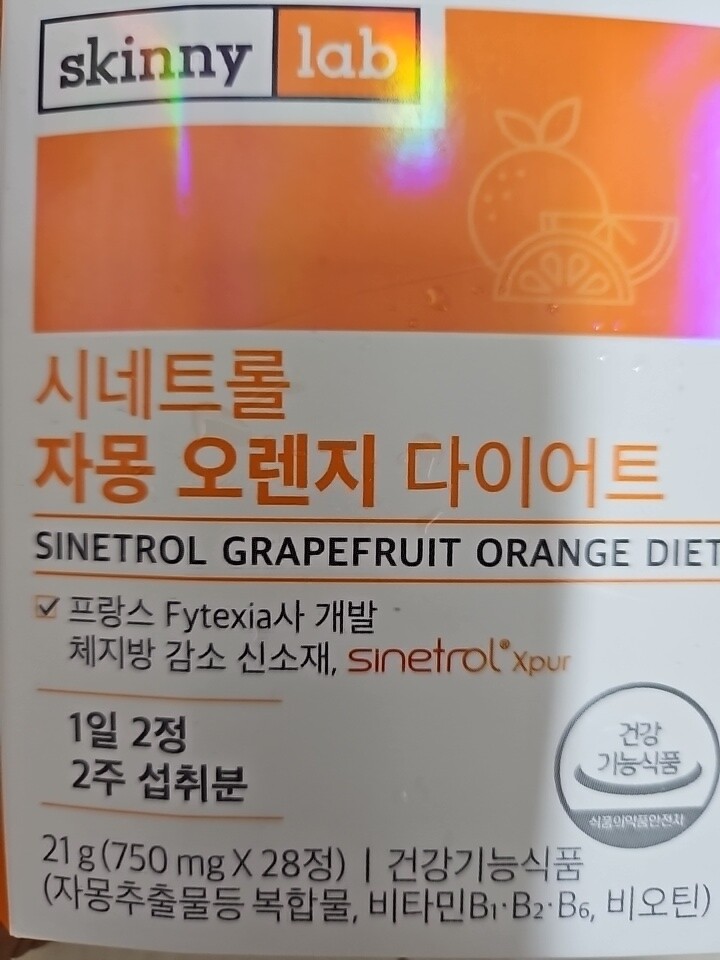 skinny lab
시네트롤
자몽 오렌지 다이어트
SINETROL GRAPEFRUIT ORANGE DIET
프랑스 Fytexia사 개발
체지방 감소 신소재, sinetrol® Xpur
1일 2정
2주 섭취분
건강
기능식품
식품의약품안전처
21 g (750 mg X 28정) | 건강기능식품
(자몽추출물등 복합물, 비타민B₁·B₂·B₆, 비오틴)